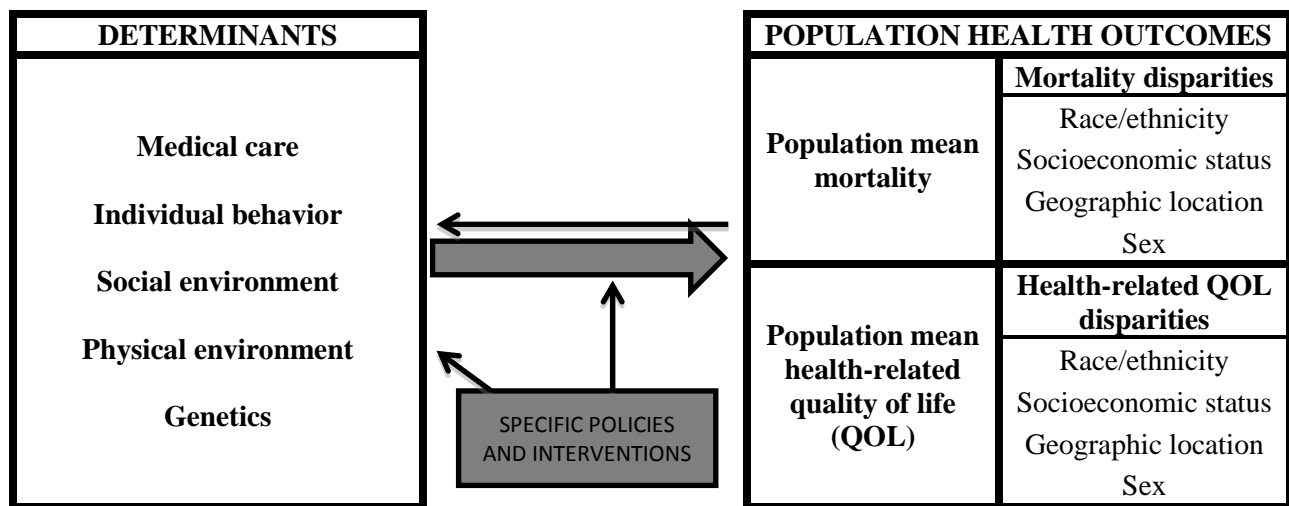 DETERMINANTS
Medical care
Individual behavior
Social environment
Physical environment
Genetics
SPECIFIC POLICIES
AND INTERVENTIONS
POPULATION HEALTH OUTCOMES
Population mean
mortality
Mortality disparities
Race/ethnicity
Socioeconomic status
Geographic location
Sex
Population mean
health-related
quality of life
(QOL)
Health-related QOL
disparities
Race/ethnicity
Socioeconomic status
Geographic location
Sex